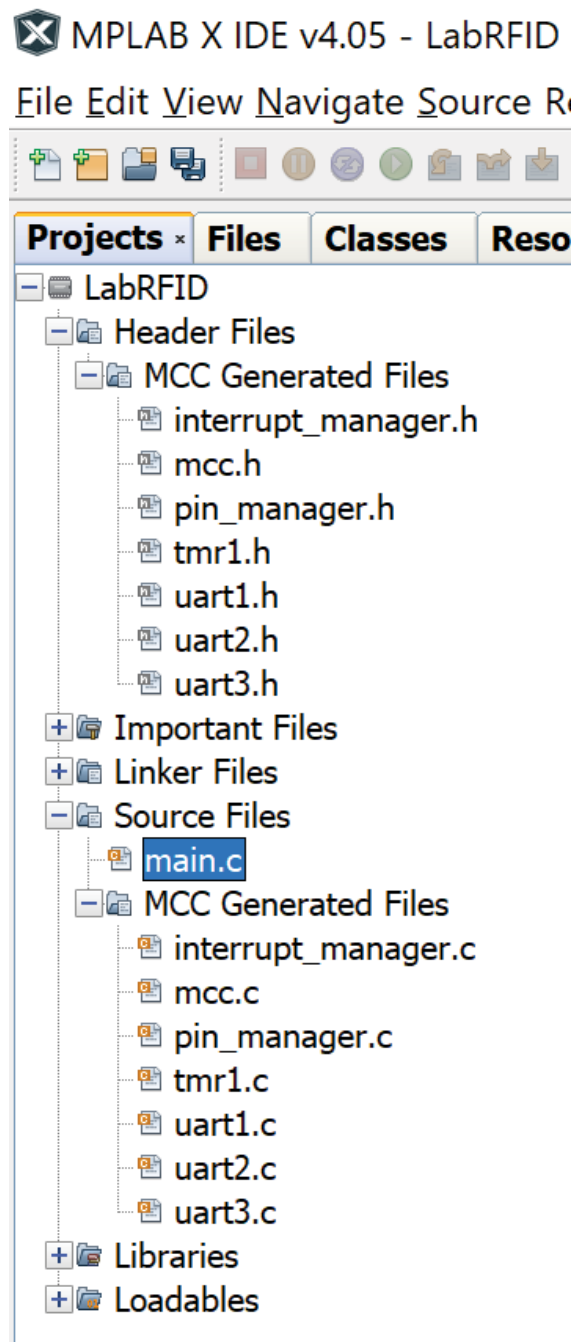 MPLAB X IDE v4.05 - LabRFID
File Edit View Navigate Source
Projects Files Classes
LabRFID
Header Files
MCC Generated Files
interrupt_manager.h
mcc.h
pin_manager.h
tmr1.h
uart1.h
uart2.h
uart3.h
Important Files
Linker Files
Source Files
main.c
MCC Generated Files
interrupt_manager.c
mcc.c
pin_manager.c
tmr1.c
uart1.c
uart2.c
uart3.c
Libraries
Loadables